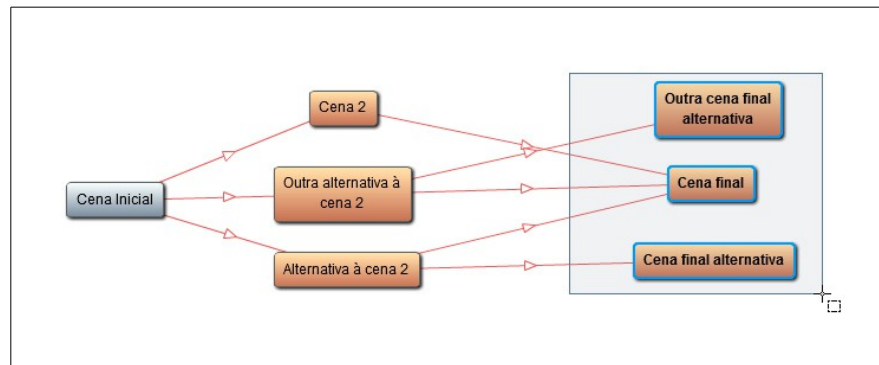 Cena Inicial
Cena 2
Outra alternativa à
cena 2
Alternativa à cena 2
Outra cena final
alternativa
Cena final
Cena final alternativa